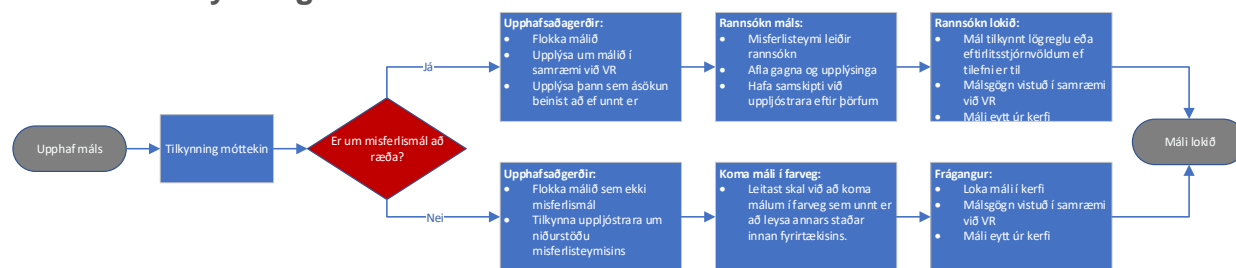 Upphaf máls
Tilkynning móttekin
Er um misferlismál að
ræða?
Já
Upphafsaðagerðir:
• Flokka málið
• Upplýsa um málið í
samræmi við VR
• Upplýsa þann sem ásökun
beinist að ef unnt er
Rannsókn máls:
• Misferlisteymi leiðir
rannsókn
• Afla gagna og upplýsinga
• Hafa samskipti við
uppljóstrara eftir þörfum
Rannsókn lokið:
• Mál tilkynnt lögreglu eða
eftirlitsstjórnvöldum ef
tilefni er til
• Málsgögn vistuð í samræmi
við VR
• Máli eytt úr kerfi
Nei
Upphafsaðgerðir:
• Flokka málið sem ekki
misferlismál
• Tilkynna uppljóstrara um
niðurstöðu
misferlisteymisins
Koma máli í farveg:
• Leitast skal við að koma
málum í farveg sem unnt er
að leysa annars staðar
innan fyrirtækisins.
Frágangur:
• Loka máli í kerfi
• Málsgögn vistuð í samræmi
við VR
• Máli eytt úr kerfi
Máli lokið